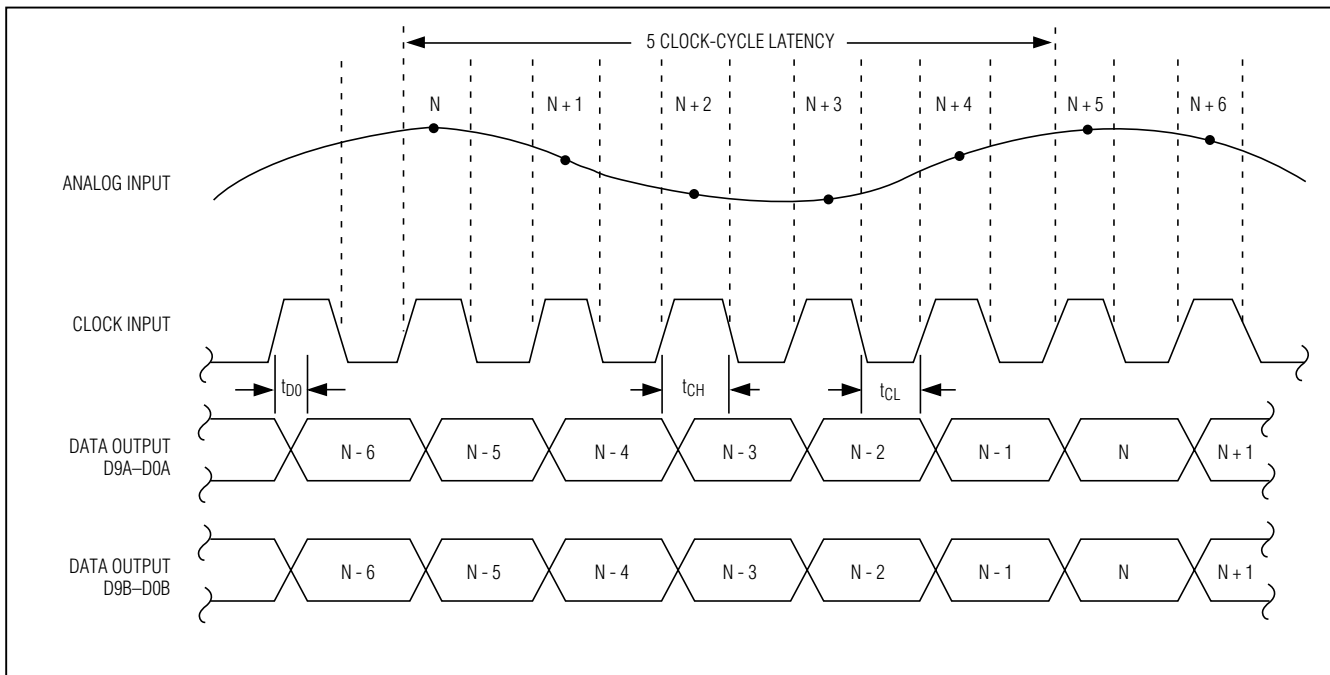 5 CLOCK-CYCLE LATENCY
N N + 1 N + 2 N + 3 N + 4 N + 5 N + 6
ANALOG INPUT
CLOCK INPUT
tD0 tCH tCL
DATA OUTPUT
D9A–D0A
N - 6 N - 5 N - 4 N - 3 N - 2 N - 1 N N + 1
DATA OUTPUT
D9B–D0B
N - 6 N - 5 N - 4 N - 3 N - 2 N - 1 N N + 1